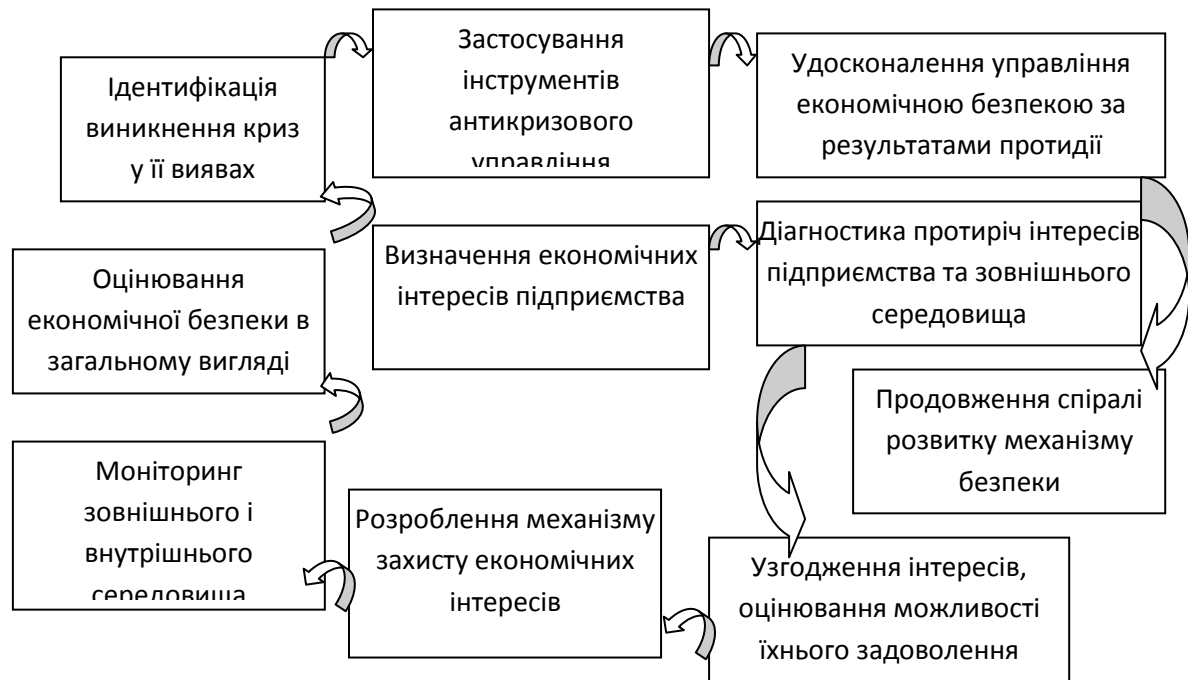 Застосування
інструментів
антикризового
управління
Удосконалення управління
економічною безпекою за
результатами протидії
Ідентифікація
виникнення криз
у її виявах
Визначення економічних
інтересів підприємства
Діагностика протиріч інтересів
підприємства та зовнішнього
середовища
Оцінювання
економічної безпеки в
загальному вигляді
Продовження спіралі
розвитку механізму
безпеки
Моніторинг
зовнішнього і
внутрішнього
середовища
Розроблення механізму
захисту економічних
інтересів
Узгодження інтересів,
оцінювання можливості
їхнього задоволення